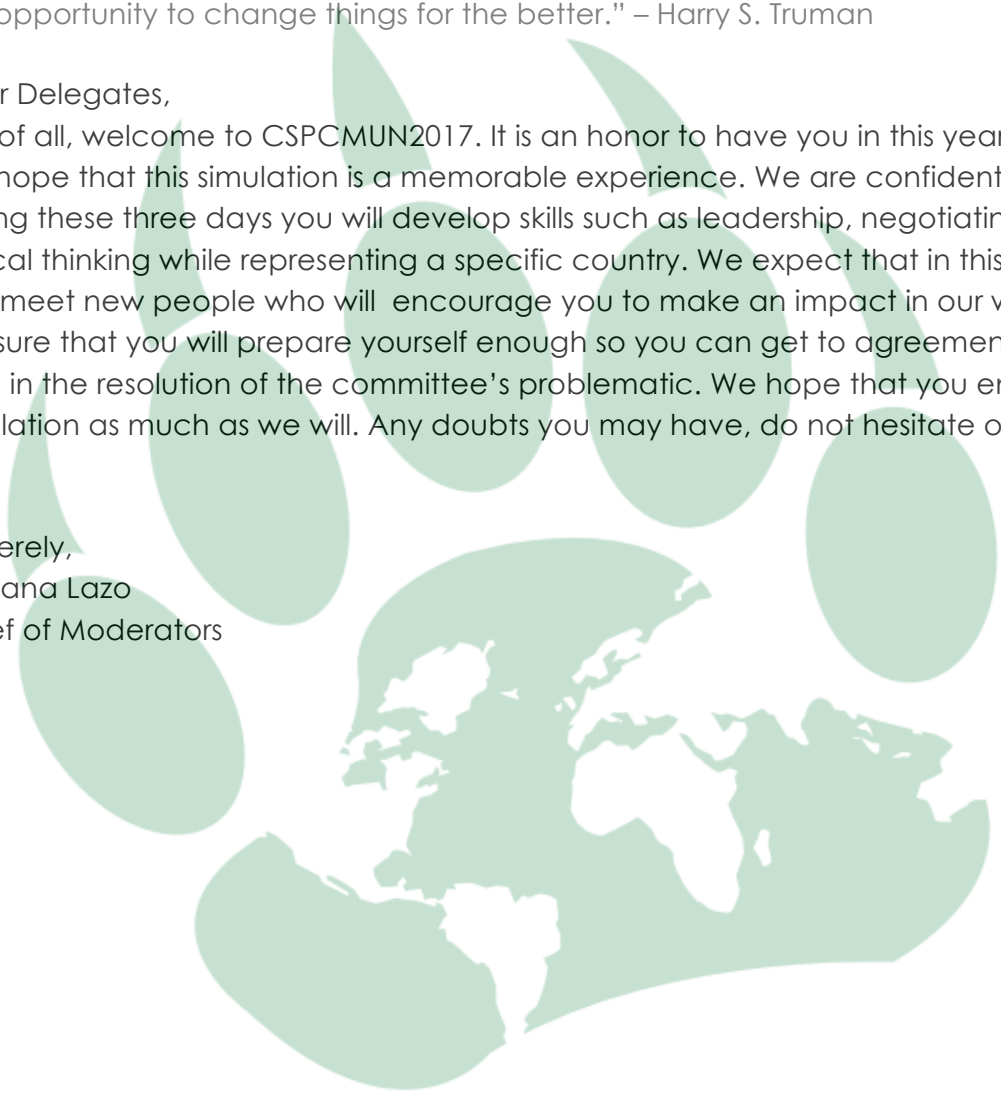 opportunity to change things for the better.” – Harry S. Truman
r Delegates,
of all, welcome to CSPCMUN2017. It is an honor to have you in this year
hope that this simulation is a memorable experience. We are confident
ng these three days you will develop skills such as leadership, negotiatin
cal thinking while representing a specific country. We expect that in this
meet new people who will  encourage you to make an impact in our w
sure that you will prepare yourself enough so you can get to agreemen
in the resolution of the committee’s problematic. We hope that you en
lation as much as we will. Any doubts you may have, do not hesitate o
erely,
ana Lazo
ef of Moderators